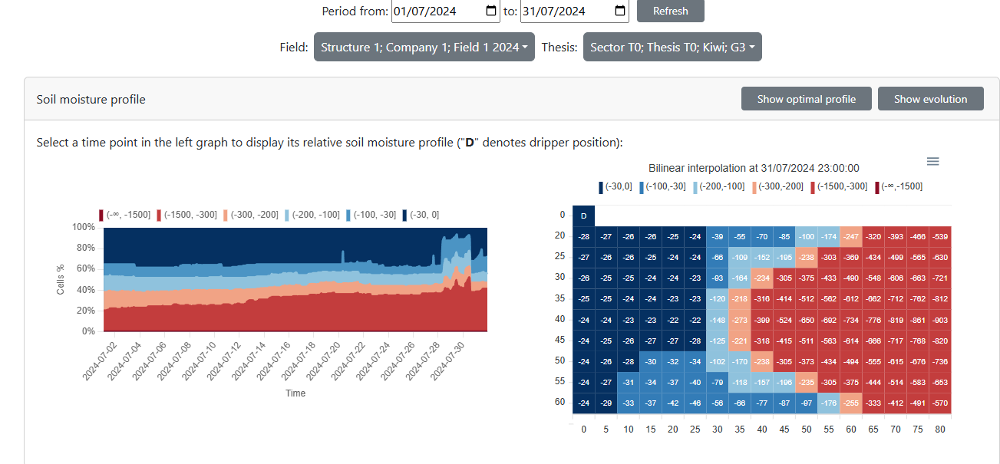 Period from: 01/07/2024 to: 31/07/2024 Refresh
Field: Structure 1; Company 1; Field 1 2024 Thesis: Sector T0; Thesis T0; Kiwi; G3
Soil moisture profile Show optimal profile Show evolution
Select a time point in the left graph to display its relative soil moisture profile ("D" denotes dripper position):
(-∞, -1500] (-1500, -300] (-300, -200] (-200, -100] (-100, -30] (-30, 0]
100%
80%
60%
40%
20%
0%
Cells %
2024-07-02 2024-07-04 2024-07-06 2024-07-08 2024-07-10 2024-07-12 2024-07-14 2024-07-16 2024-07-18 2024-07-20 2024-07-22 2024-07-24 2024-07-26 2024-07-28 2024-07-30
Time
Bilinear interpolation at 31/07/2024 23:00:00
(-30,0] (-100,-30] (-200,-100] (-300,-200] (-1500,-300] (-∞,-1500]
0 D
20 -28 -27 -26 -26 -25 -24 -39 -55 -70 -85 -100 -174 -247 -320 -393 -466 -539
25 -27 -26 -26 -25 -24 -24 -66 -109 -152 -195 -238 -303 -369 -434 -499 -565 -630
30 -26 -25 -25 -24 -24 -23 -93 -164 -234 -305 -375 -433 -490 -548 -606 -663 -721
35 -25 -25 -24 -24 -23 -23 -120 -218 -316 -414 -512 -562 -612 -662 -712 -762 -812
40 -24 -24 -23 -23 -22 -22 -148 -273 -399 -524 -650 -692 -734 -776 -819 -861 -903
45 -24 -25 -26 -27 -27 -28 -125 -221 -318 -415 -511 -563 -614 -666 -717 -768 -820
50 -24 -26 -28 -30 -32 -34 -102 -170 -238 -305 -373 -434 -494 -555 -615 -676 -736
55 -24 -27 -31 -34 -37 -40 -79 -118 -157 -196 -235 -305 -375 -444 -514 -583 -653
60 -24 -29 -33 -37 -42 -46 -56 -66 -77 -87 -97 -176 -255 -333 -412 -491 -570
0 5 10 15 20 25 30 35 40 45 50 55 60 65 70 75 80